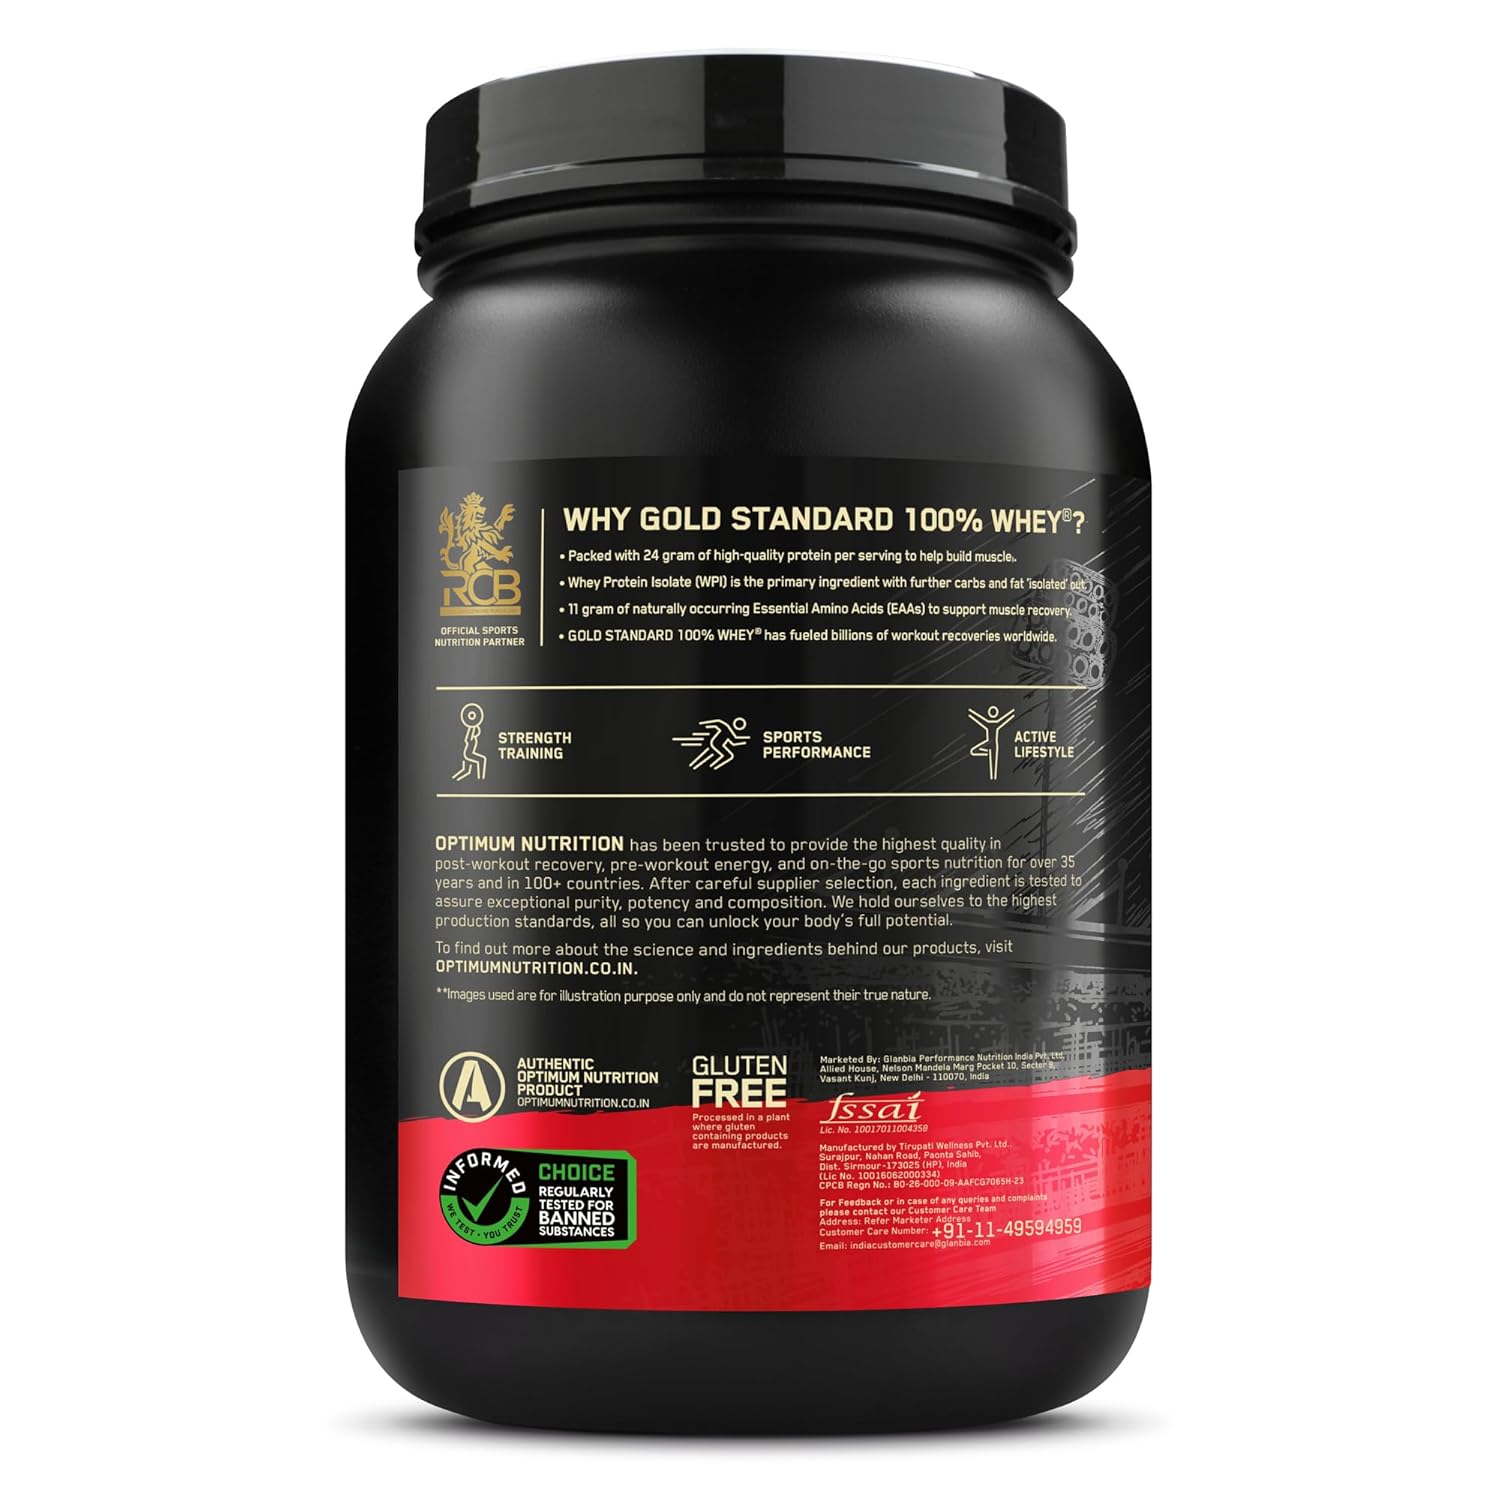 RCB
OFFICIAL SPORTS
NUTRITION PARTNER
WHY GOLD STANDARD 100% WHEY®?
• Packed with 24 gram of high-quality protein per serving to help build muscle.
• Whey Protein Isolate (WPI) is the primary ingredient with further carbs and fat 'isolated' out.
• 11 gram of naturally occurring Essential Amino Acids (EAAs) to support muscle recovery.
• GOLD STANDARD 100% WHEY® has fueled billions of workout recoveries worldwide.
STRENGTH
TRAINING
SPORTS
PERFORMANCE
ACTIVE
LIFESTYLE
OPTIMUM NUTRITION has been trusted to provide the highest quality in
post-workout recovery, pre-workout energy, and on-the-go sports nutrition for over 35
years and in 100+ countries. After careful supplier selection, each ingredient is tested to
assure exceptional purity, potency and composition. We hold ourselves to the highest
production standards, all so you can unlock your body's full potential.
To find out more about the science and ingredients behind our products, visit
OPTIMUMNUTRITION.CO.IN.
**Images used are for illustration purpose only and do not represent their true nature.
A
AUTHENTIC
OPTIMUM NUTRITION
PRODUCT
OPTIMUMNUTRITION.CO.IN
INFORMED
WE TEST • YOU TRUST
CHOICE
REGULARLY
TESTED FOR
BANNED
SUBSTANCES
GLUTEN
FREE
Processed in a plant
where gluten
containing products
are manufactured.
Marketed By: Glanbia Performance Nutrition India Pvt. Ltd.
Allied House, Nelson Mandela Marg Pocket 10, Sector B,
Vasant Kunj, New Delhi - 110070, India
fssai
Lic. No. 10017011004358
Manufactured by Tirupati Wellness Pvt. Ltd..
Surajpur, Nahan Road, Paonta Sahib,
Dist. Sirmour-173025 (HP), India
(Lic No. 10016062000334)
CPCB Regn No.: BO-26-000-09-AAFCG7065H-23
For Feedback or in case of any queries and complaints
please contact our Customer Care Team
Address: Refer Marketer Address
Customer Care Number: +91-11-49594959
Email: indiacustomercare@glanbia.com